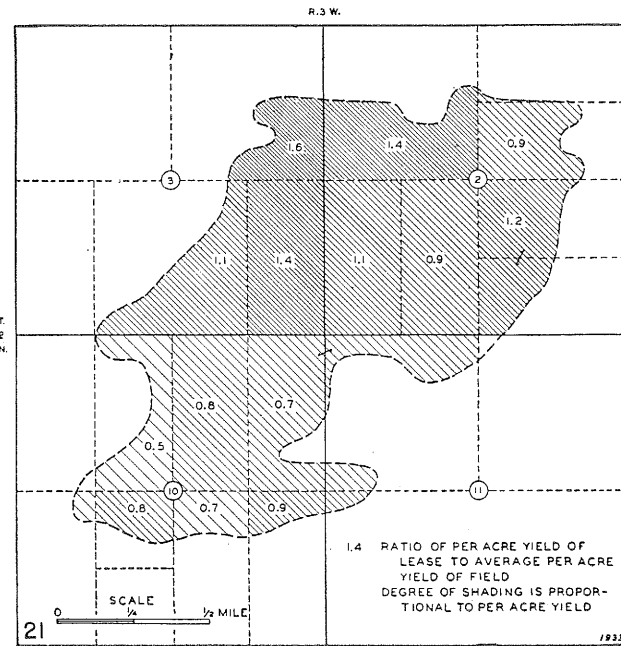 R.3 W.
1.6
1.4
0.9
3
2
1.2
1.1
1.4
1.1
0.9
T.
2
N.
0.8
0.7
0.5
10
11
0.8
0.7
0.9
1.4 RATIO OF PER ACRE YIELD OF
LEASE TO AVERAGE PER ACRE
YIELD OF FIELD
DEGREE OF SHADING IS PROPOR-
TIONAL TO PER ACRE YIELD
SCALE
0 1/4 1/2 MILE
21
1933